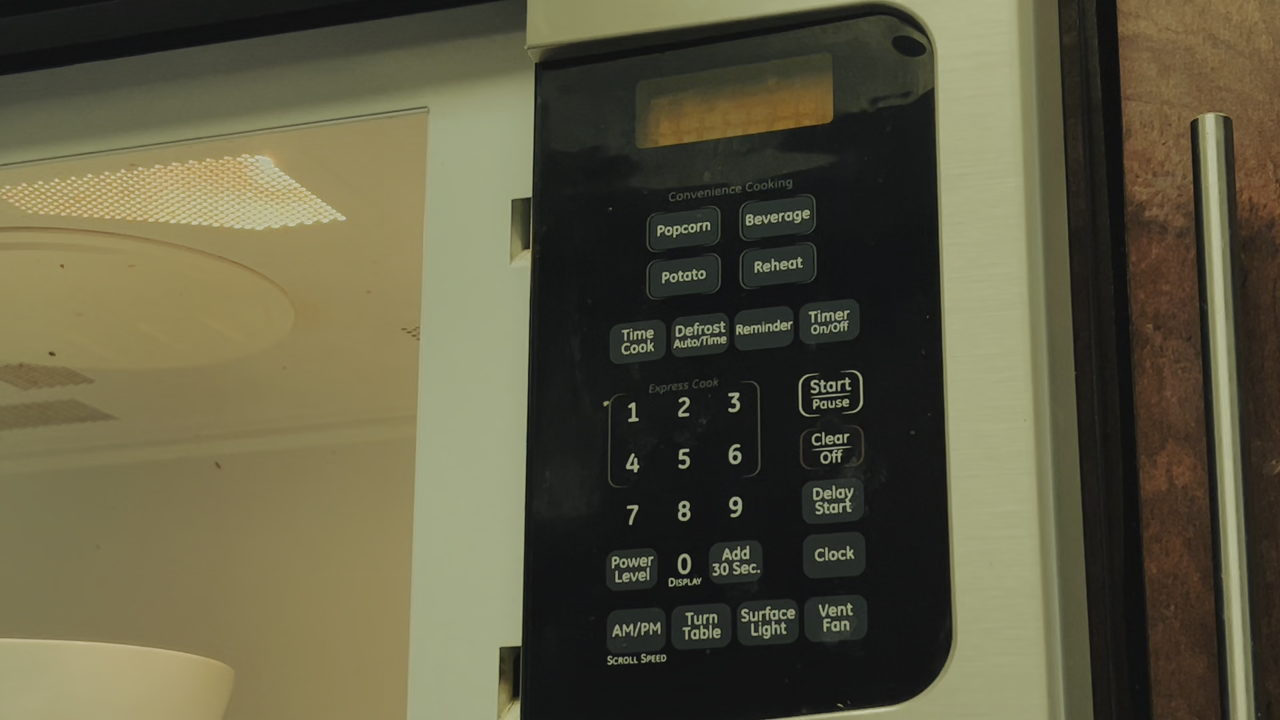 Convenience Cooking
Popcorn
Beverage
Potato
Reheat
Time
Cook
Defrost
Auto/Time
Reminder
Timer
On/Off
Express Cook
1 2 3
Start
Pause
4 5 6
Clear
Off
7 8 9
Delay
Start
Power
Level
0
DISPLAY
Add
30 Sec.
Clock
AM/PM
SCROLL SPEED
Turn
Table
Surface
Light
Vent
Fan